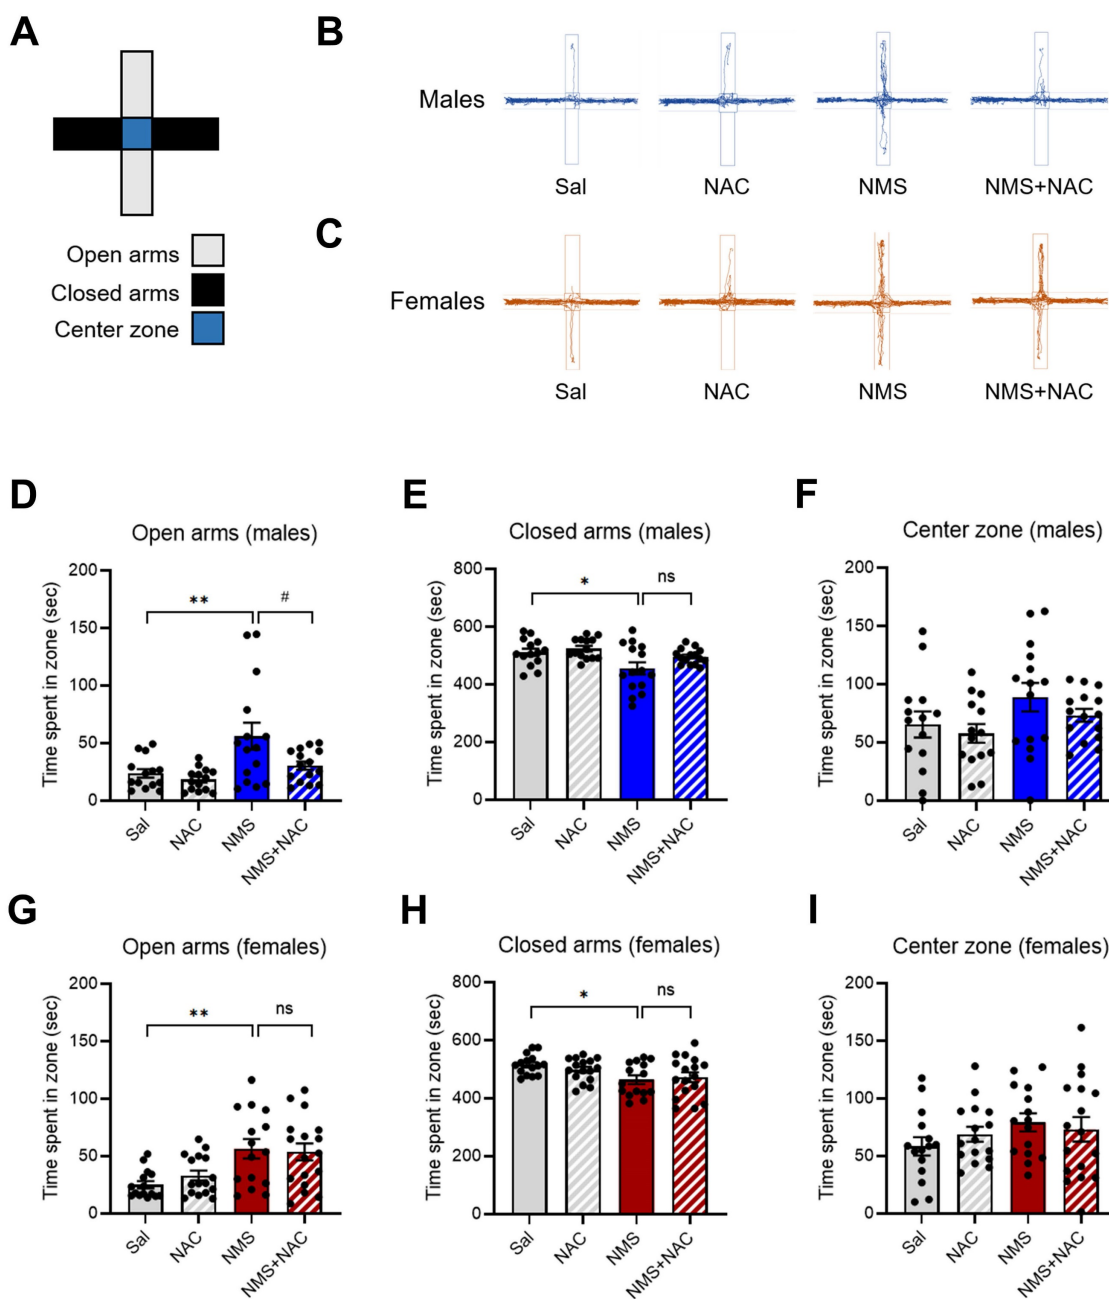 A
Open arms
Closed arms
Center zone
B
Males
Sal NAC NMS NMS+NAC
C
Females
Sal NAC NMS NMS+NAC
D
Open arms (males)
Time spent in zone (sec)
200
150
100
50
0
** #
Sal NAC NMS NMS+NAC
E
Closed arms (males)
Time spent in zone (sec)
800
600
400
200
0
* ns
Sal NAC NMS NMS+NAC
F
Center zone (males)
Time spent in zone (sec)
200
150
100
50
0
Sal NAC NMS NMS+NAC
G
Open arms (females)
Time spent in zone (sec)
200
150
100
50
0
** ns
Sal NAC NMS NMS+NAC
H
Closed arms (females)
Time spent in zone (sec)
800
600
400
200
0
* ns
Sal NAC NMS NMS+NAC
I
Center zone (females)
Time spent in zone (sec)
200
150
100
50
0
Sal NAC NMS NMS+NAC